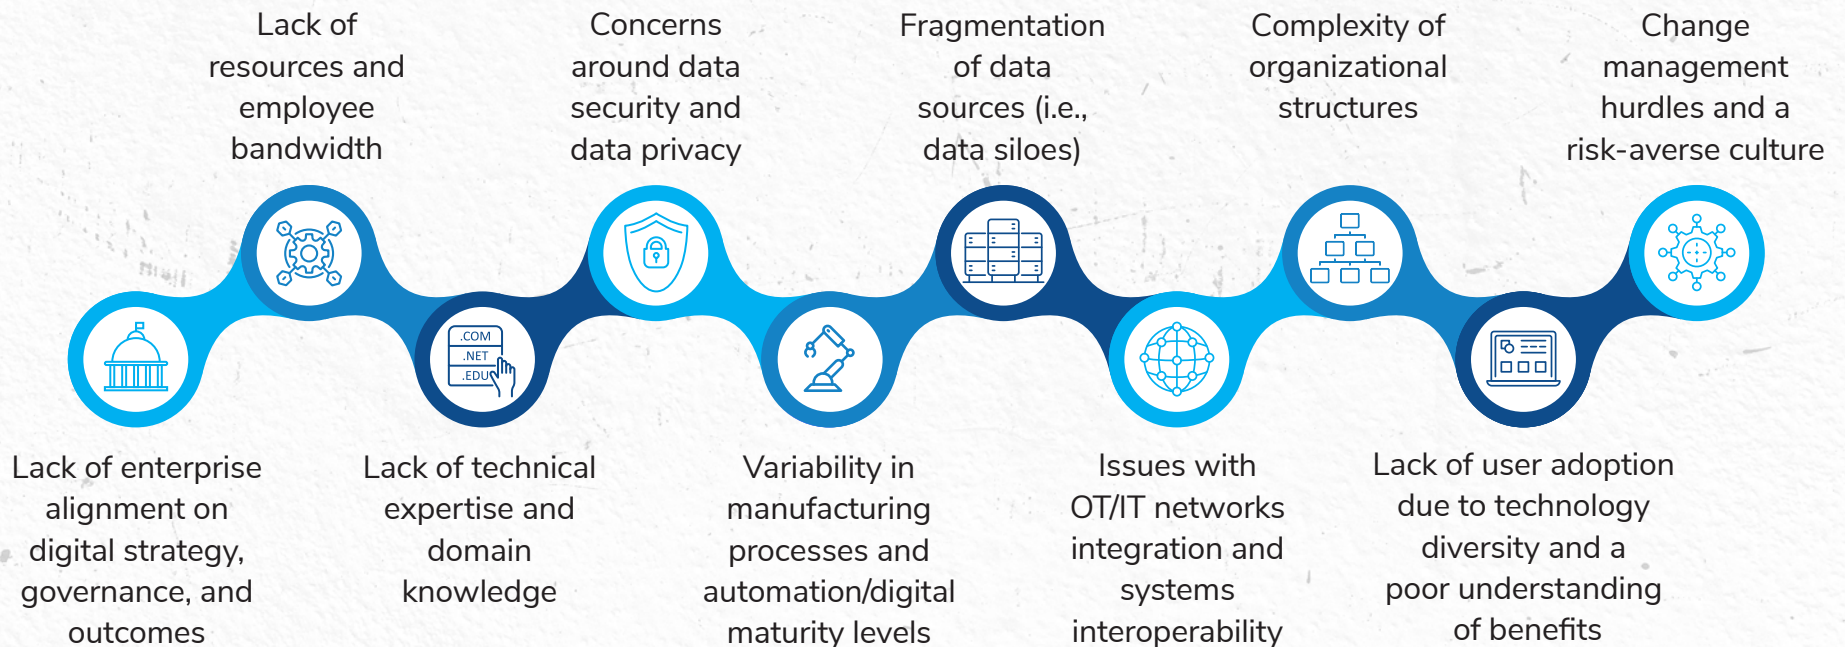 Lack of
resources and
employee
bandwidth
Concerns
around data
security and
data privacy
Fragmentation
of data
sources (i.e.,
data siloes)
Complexity of
organizational
structures
Change
management
hurdles and a
risk-averse culture
.COM
.NET
.EDU
Lack of enterprise
alignment on
digital strategy,
governance, and
outcomes
Lack of technical
expertise and
domain
knowledge
Variability in
manufacturing
processes and
automation/digital
maturity levels
Issues with
OT/IT networks
integration and
systems
interoperability
Lack of user adoption
due to technology
diversity and a
poor understanding
of benefits